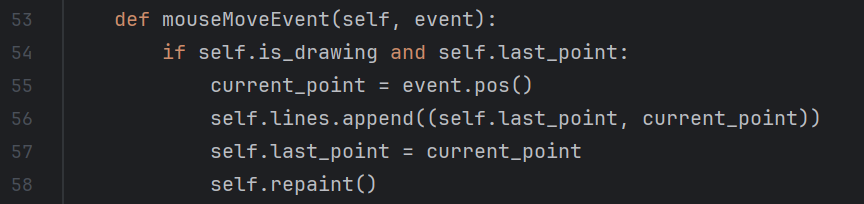 53 def mouseMoveEvent(self, event):
54 if self.is_drawing and self.last_point:
55 current_point = event.pos()
56 self.lines.append((self.last_point, current_point))
57 self.last_point = current_point
58 self.repaint()